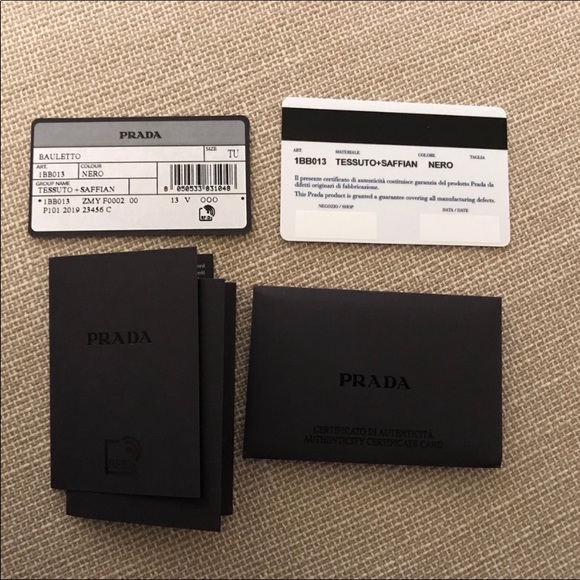 PRADA
SIZE
BAULETTO TU
ART. COLOUR
1BB013 NERO
GROUP NAME
TESSUTO+SAFFIAN
8 050533 031048
*1BB013 ZMY F0002 00 13 V OOO
P101 2019 23456 C
ART. MATERIALE COLORE TAGLIA
1BB013 TESSUTO+SAFFIAN NERO
Il presente certificato di autenticità costituisce garanzia del prodotto Prada da
difetti originari di fabbricazione.
This Prada product is granted a guarantee covering all manufacturing defects.
NEGOZIO / SHOP DATA / DATE
PRADA
PRADA
CERTIFICATO DI AUTENTICITÀ
AUTHENTICITY CERTIFICATE CARD